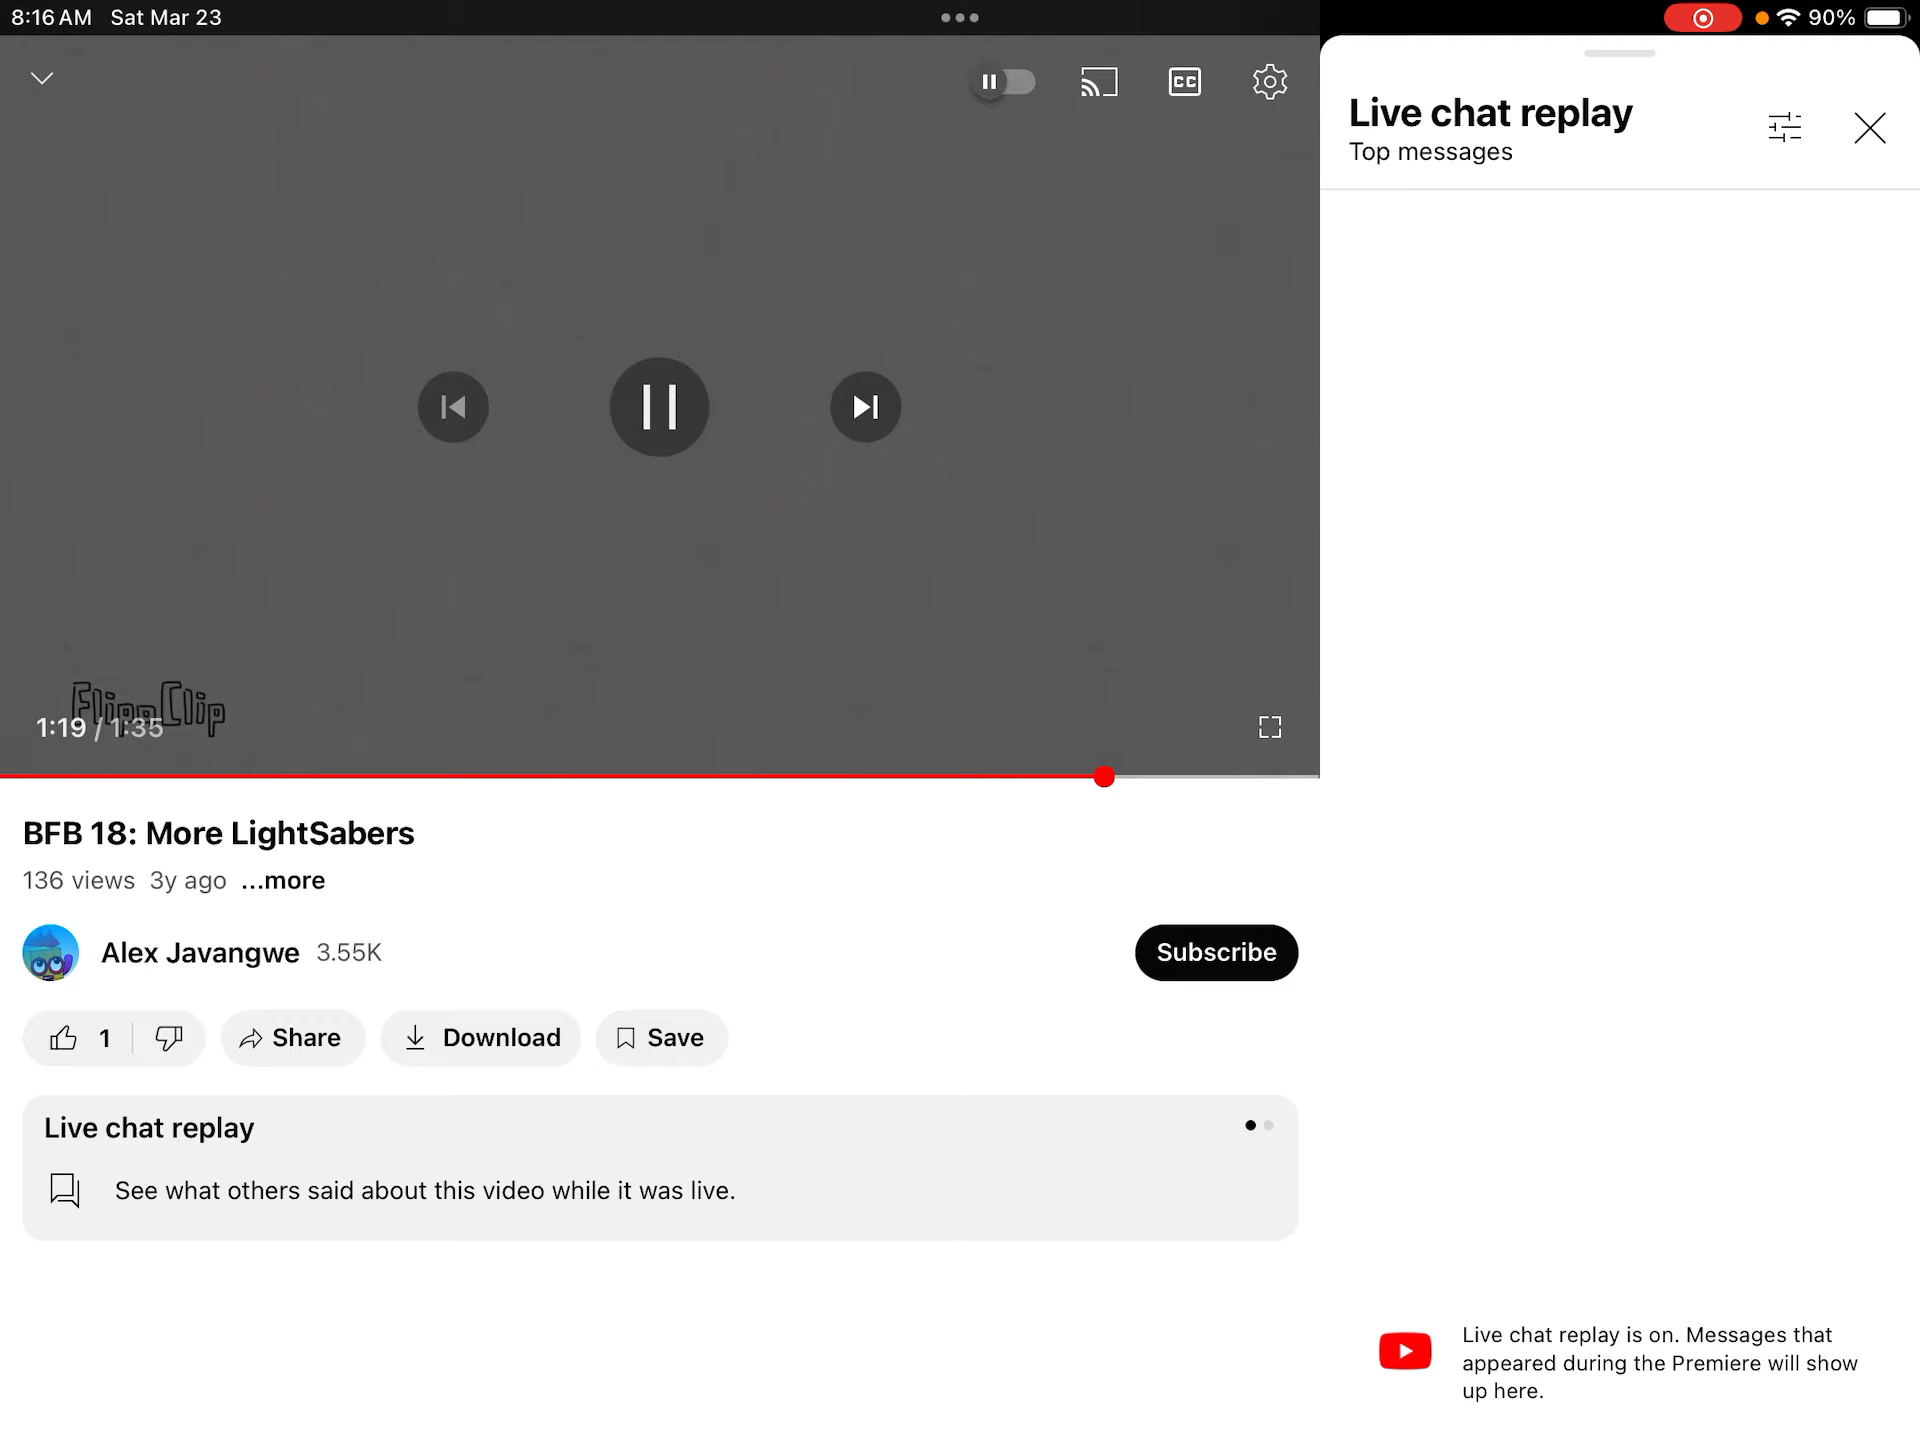 8:16 AM Sat Mar 23
90%
CC
Live chat replay
Top messages
FlipaClip
1:19 / 1:35
BFB 18: More LightSabers
136 views 3y ago ...more
Alex Javangwe 3.55K
Subscribe
1
Share
Download
Save
Live chat replay
See what others said about this video while it was live.
Live chat replay is on. Messages that
appeared during the Premiere will show
up here.